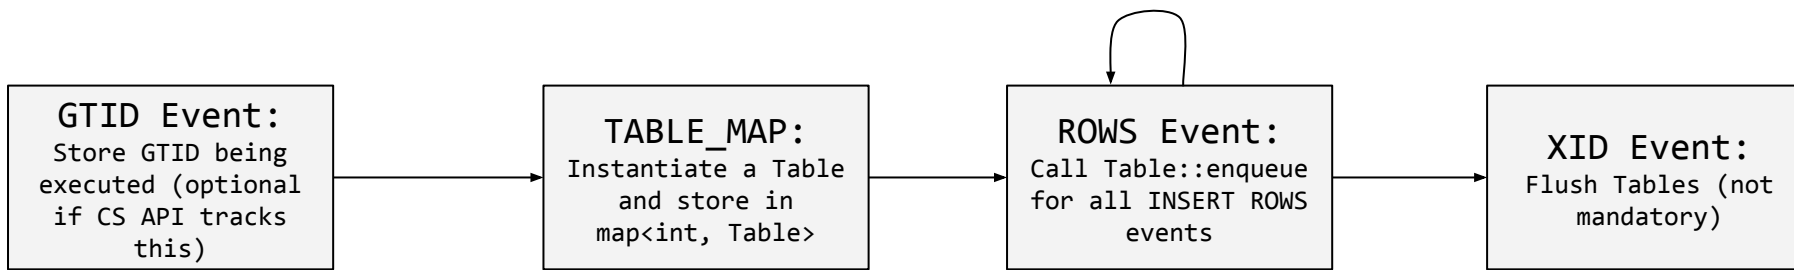 GTID Event:
Store GTID being
executed (optional
if CS API tracks
this)
TABLE_MAP:
Instantiate a Table
and store in
map<int, Table>
ROWS Event:
Call Table::enqueue
for all INSERT ROWS
events
XID Event:
Flush Tables (not
mandatory)